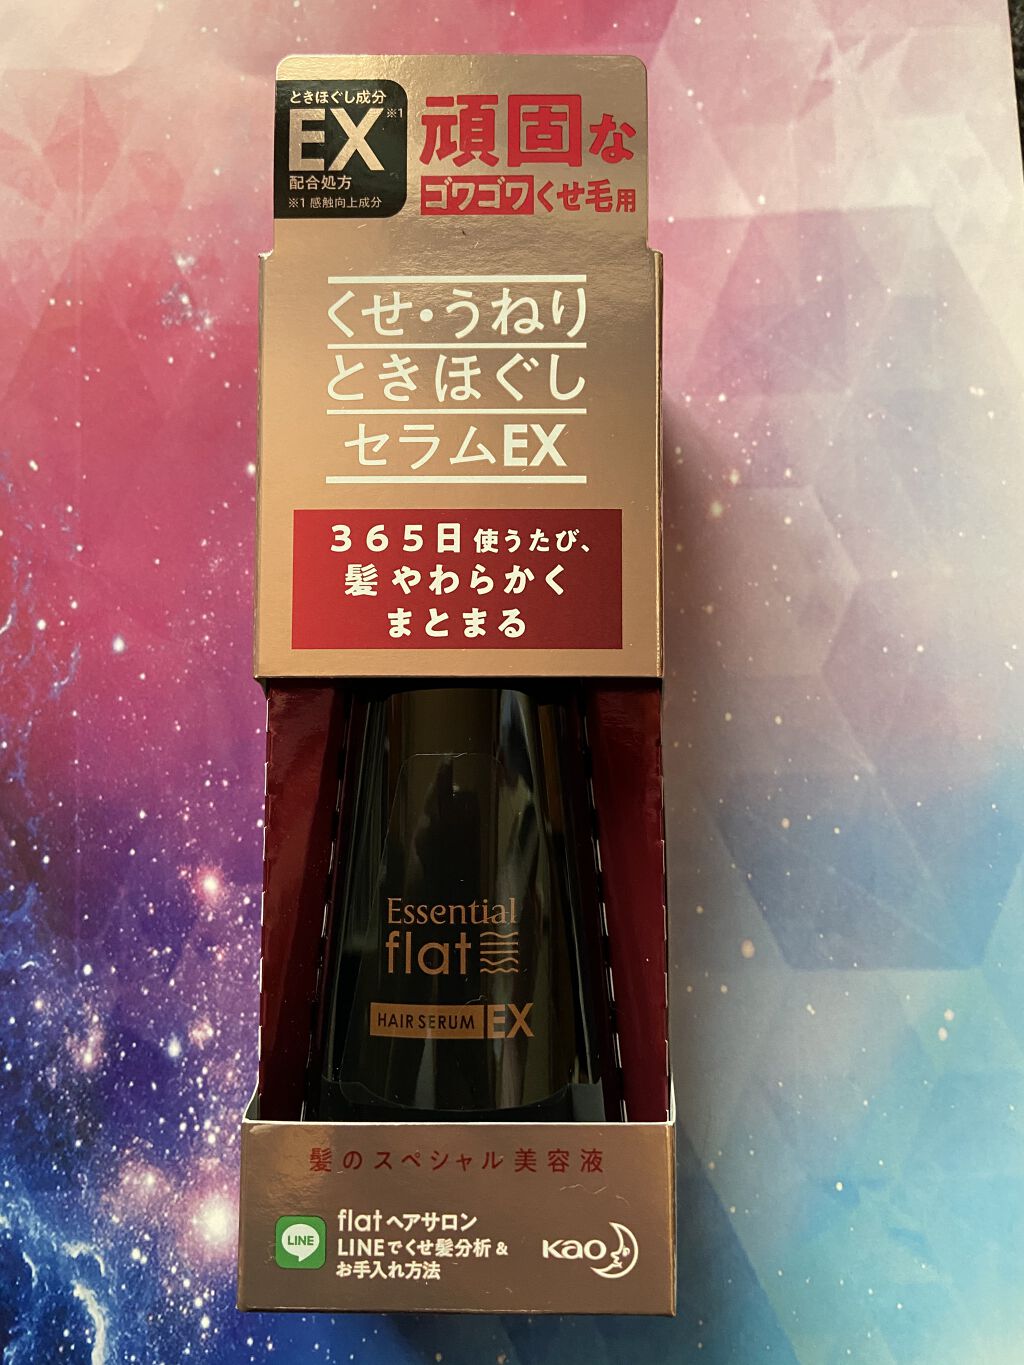 ときほぐし成分
EX※1
配合処方
※1 感触向上成分
頑固な
ゴワゴワくせ毛用
くせ・うねり
ときほぐし
セラムEX
365日 使うたび、
髪 やわらかく
まとまる
Essential
flat
HAIR SERUM EX
髪のスペシャル美容液
LINE
flat ヘアサロン
LINEでくせ髪分析 &
お手入れ方法
Kao